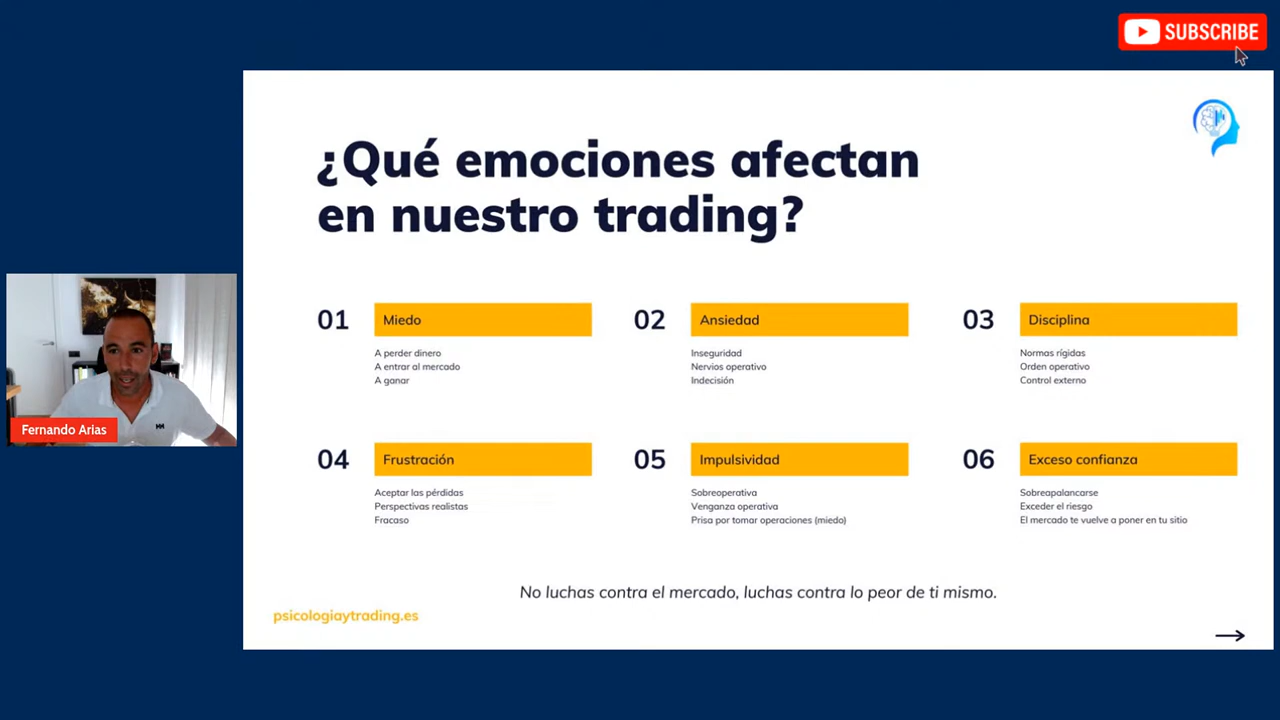 SUBSCRIBE
¿Qué emociones afectan
en nuestro trading?
01 Miedo
A perder dinero
A entrar al mercado
A ganar
02 Ansiedad
Inseguridad
Nervios operativo
Indecisión
03 Disciplina
Normas rígidas
Orden operativo
Control externo
04 Frustración
Aceptar las pérdidas
Perspectivas realistas
Fracaso
05 Impulsividad
Sobreoperativa
Venganza operativa
Prisa por tomar operaciones (miedo)
06 Exceso confianza
Sobreapalancarse
Exceder el riesgo
El mercado te vuelve a poner en tu sitio
No luchas contra el mercado, luchas contra lo peor de ti mismo.
psicologiaytrading.es
Fernando Arias